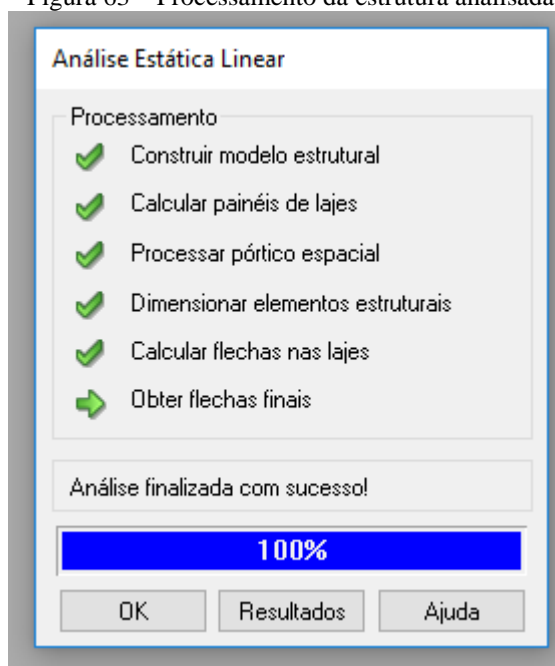 Figura 63 – Processamento da estrutura analisada
Análise Estática Linear
Processamento
Construir modelo estrutural
Calcular painéis de lajes
Processar pórtico espacial
Dimensionar elementos estruturais
Calcular flechas nas lajes
Obter flechas finais
Análise finalizada com sucesso!
100%
OK Resultados Ajuda